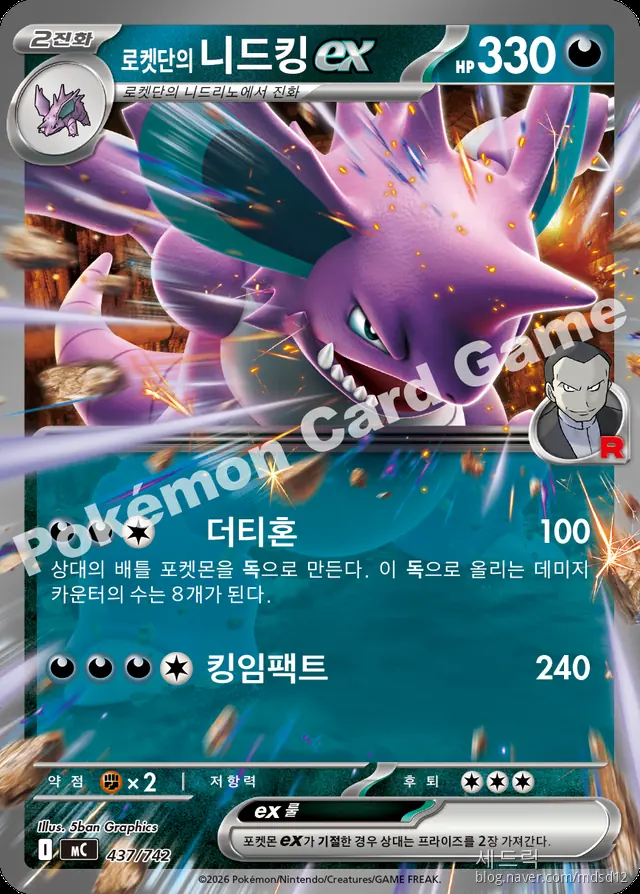 2진화
로켓단의 니드킹 ex HP 330
로켓단의 니드리노에서 진화
Pokémon Card Game
R
더티혼 100
상대의 배틀 포켓몬을 독으로 만든다. 이 독으로 올리는 데미지
카운터의 수는 8개가 된다.
킹임팩트 240
약점 ×2 저항력 후퇴
ex 룰
포켓몬 ex가 기절한 경우 상대는 프라이즈를 2장 가져간다.
Illus. 5ban Graphics
I MC 437/742
©2026 Pokémon/Nintendo/Creatures/GAME FREAK.
세드릭
blog.naver.com/mdsd12